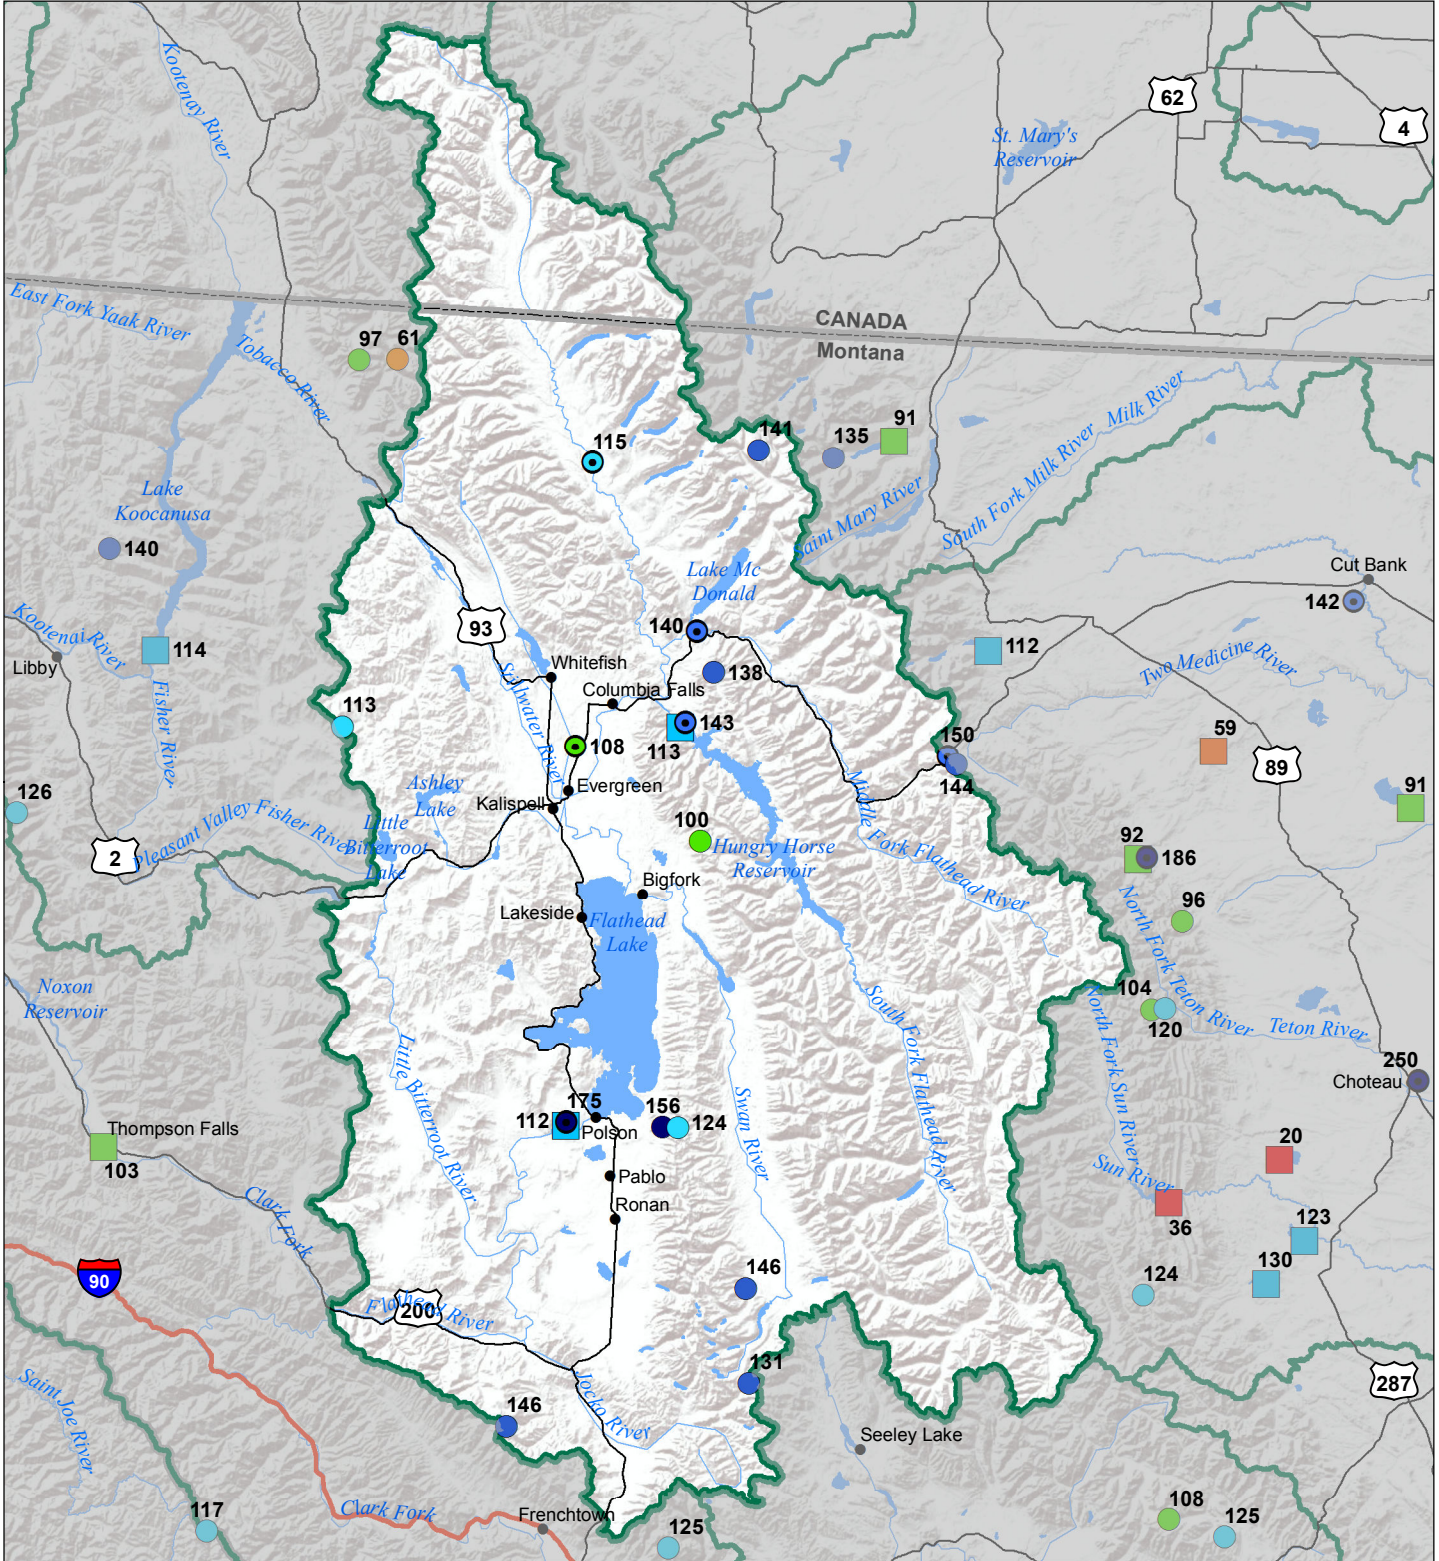 Kootenay River
62
4
St. Mary's
Reservoir
East Fork Yaak River
Tobacco River
CANADA
Montana
97
61
Milk River
South Fork Milk River
141
135
91
115
Lake
Koocanusa
Saint Mary River
140
Lake Mc
Donald
Cut Bank
142
Kootenai River
93
140
114
Libby
Whitefish
138
112
Two Medicine River
Stillwater River
Columbia Falls
Fisher River
113
143
113
108
150
59
89
144
126
Ashley
Lake
Evergreen
Kalispell
91
Middle Fork Flathead River
100
Hungry Horse
Reservoir
92
186
2
Pleasant Valley Fisher River
Little
Bitterroot
Lake
Bigfork
96
Lakeside
Flathead
Lake
North Fork Teton River
Noxon
Reservoir
104
120
Teton River
North Fork Sun River
South Fork Flathead River
Little Bitterroot River
250
Choteau
Swan River
175
112
Polson
156
124
Thompson Falls
103
20
Pablo
Sun River
Ronan
36
Clark Fork
123
90
130
146
124
Flathead River
200
131
287
Saint Joe River
Jocko River
146
Seeley Lake
Clark Fork
117
Frenchtown
125
108
125